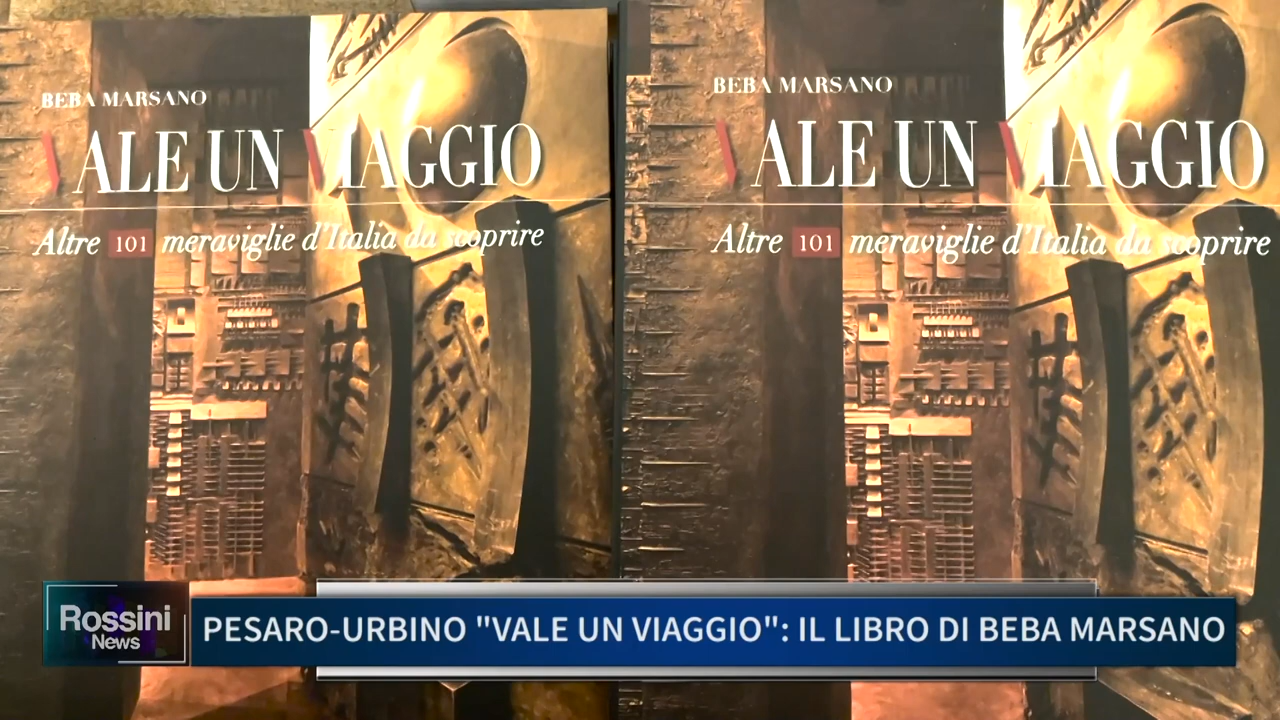 BEBA MARSANO
VALE UN VIAGGIO
Altre 101 meraviglie d'Italia da scoprire
BEBA MARSANO
VALE UN VIAGGIO
Altre 101 meraviglie d'Italia da scoprire
Rossini
News
PESARO-URBINO "VALE UN VIAGGIO": IL LIBRO DI BEBA MARSANO